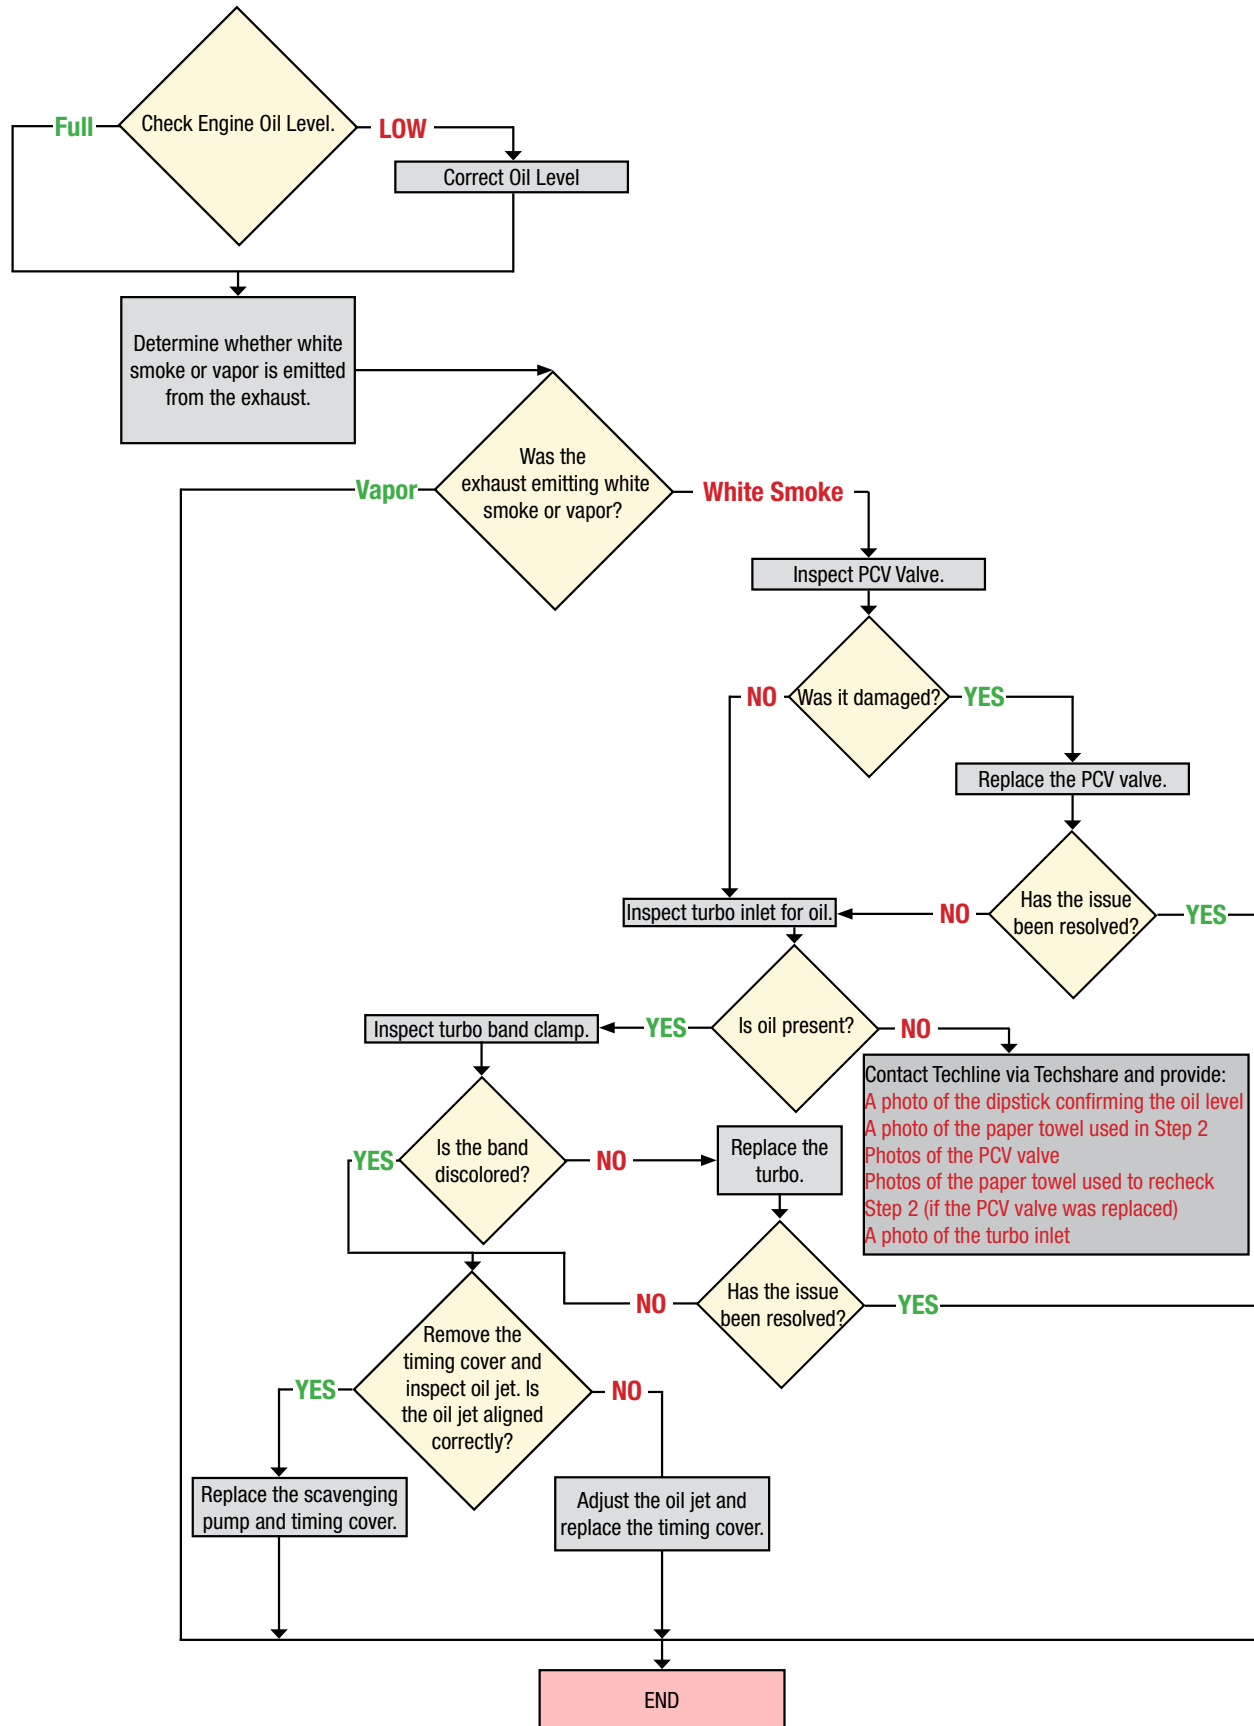 Check Engine Oil Level.
Full
LOW
Correct Oil Level
Determine whether white
smoke or vapor is emitted
from the exhaust.
Was the
exhaust emitting white
smoke or vapor?
Vapor
White Smoke
Inspect PCV Valve.
Was it damaged?
NO
YES
Replace the PCV valve.
Has the issue
been resolved?
NO
YES
Inspect turbo inlet for oil.
Is oil present?
YES
NO
Inspect turbo band clamp.
Contact Techline via Techshare and provide:
A photo of the dipstick confirming the oil level
A photo of the paper towel used in Step 2
Photos of the PCV valve
Photos of the paper towel used to recheck
Step 2 (if the PCV valve was replaced)
A photo of the turbo inlet
Is the band
discolored?
YES
NO
Replace the
turbo.
Has the issue
been resolved?
NO
YES
Remove the
timing cover and
inspect oil jet. Is
the oil jet aligned
correctly?
YES
NO
Replace the scavenging
pump and timing cover.
Adjust the oil jet and
replace the timing cover.
END